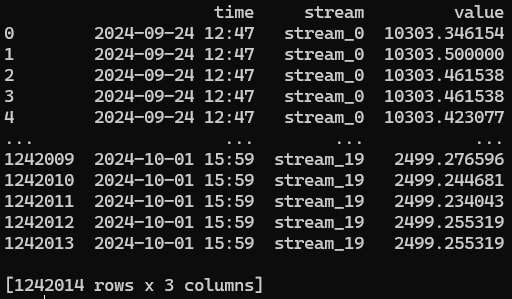 time stream value
0 2024-09-24 12:47 stream_0 10303.346154
1 2024-09-24 12:47 stream_0 10303.500000
2 2024-09-24 12:47 stream_0 10303.461538
3 2024-09-24 12:47 stream_0 10303.461538
4 2024-09-24 12:47 stream_0 10303.423077
... ... ... ...
1242009 2024-10-01 15:59 stream_19 2499.276596
1242010 2024-10-01 15:59 stream_19 2499.244681
1242011 2024-10-01 15:59 stream_19 2499.234043
1242012 2024-10-01 15:59 stream_19 2499.255319
1242013 2024-10-01 15:59 stream_19 2499.255319
[1242014 rows x 3 columns]